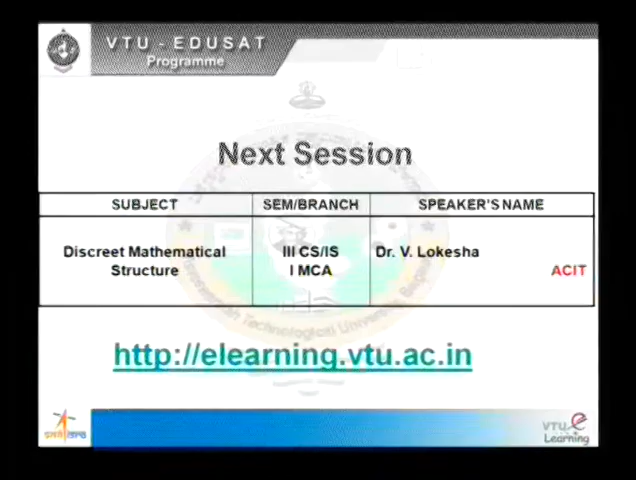 VTU - EDUSAT
Programme
Next Session
SUBJECT SEM/BRANCH SPEAKER'S NAME
Discreet Mathematical III CS/IS Dr. V. Lokesha
Structure I MCA ACIT
http://elearning.vtu.ac.in
VTU e
Learning